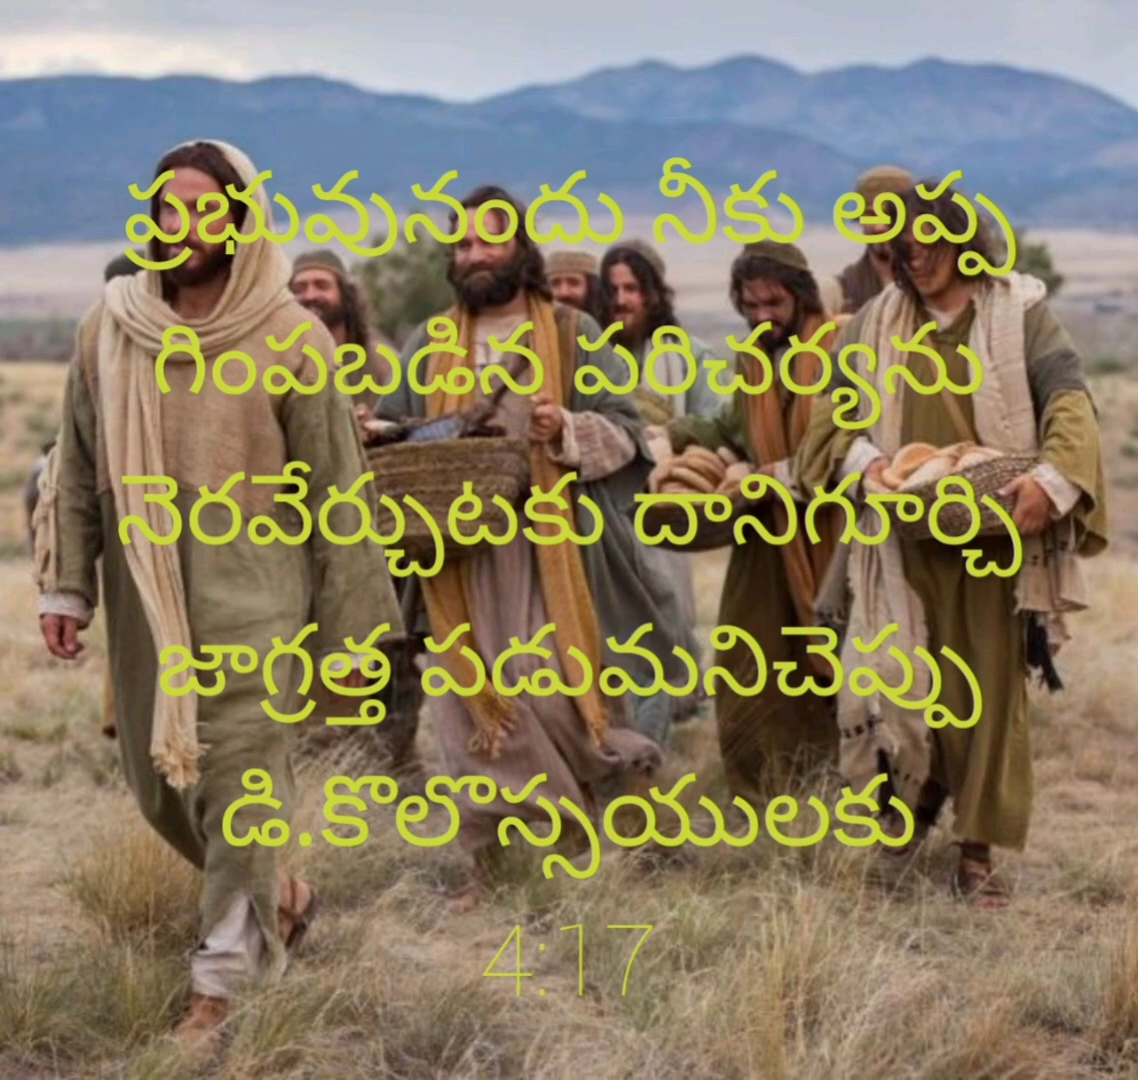 ప్రభువునందు నీకు అప్ప
గింపబడిన పరిచర్యను
నెరవేర్చుటకు దానిగూర్చి
జాగ్రత్త పడుమనిచెప్పు
డి.కొలొస్సయులకు
4:17